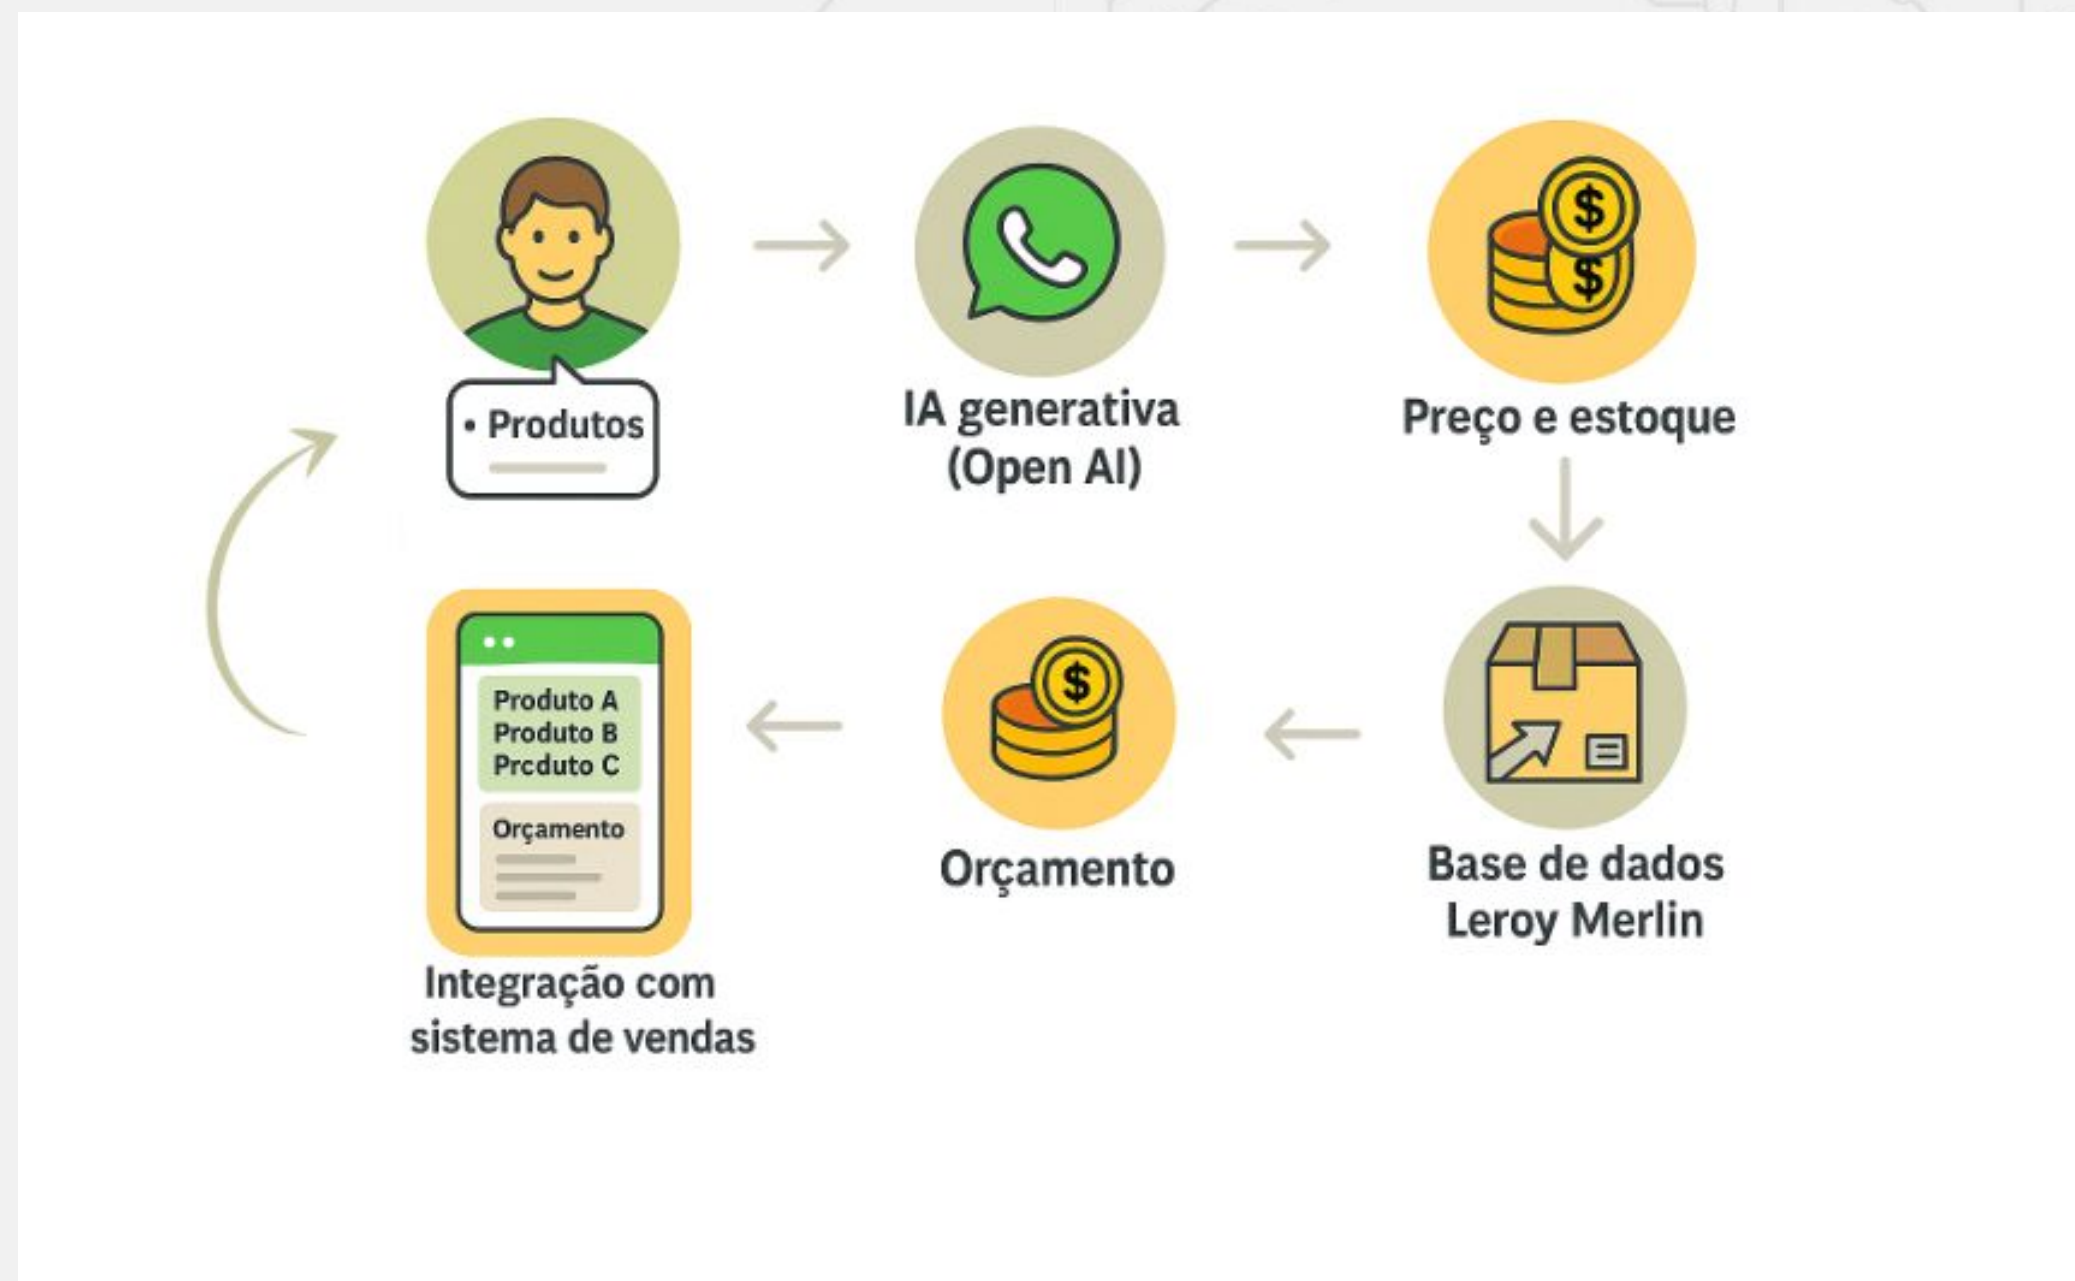 • Produtos
IA generativa
(Open AI)
Preço e estoque
Produto A
Produto B
Prcduto C
Orçamento
Integração com
sistema de vendas
Orçamento
Base de dados
Leroy Merlin